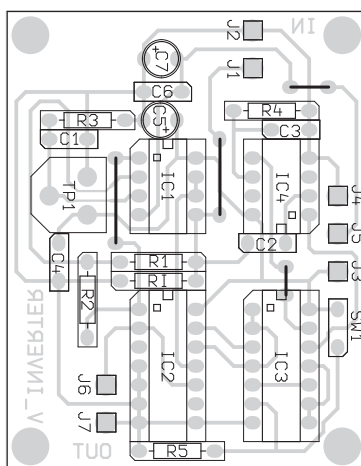 J2
IN
C7
J1
C6
C5
R3
R4
C1
C3
TP1
IC1
IC4
J4
J5
C2
C4
R1
RI
J3
R2
SW1
V_INVERTER
IC2
IC3
J6
J7
OUT
R5